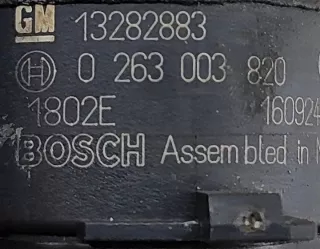 GM 13282883
0 263 003 820
1802E 160924
BOSCH Assembled in